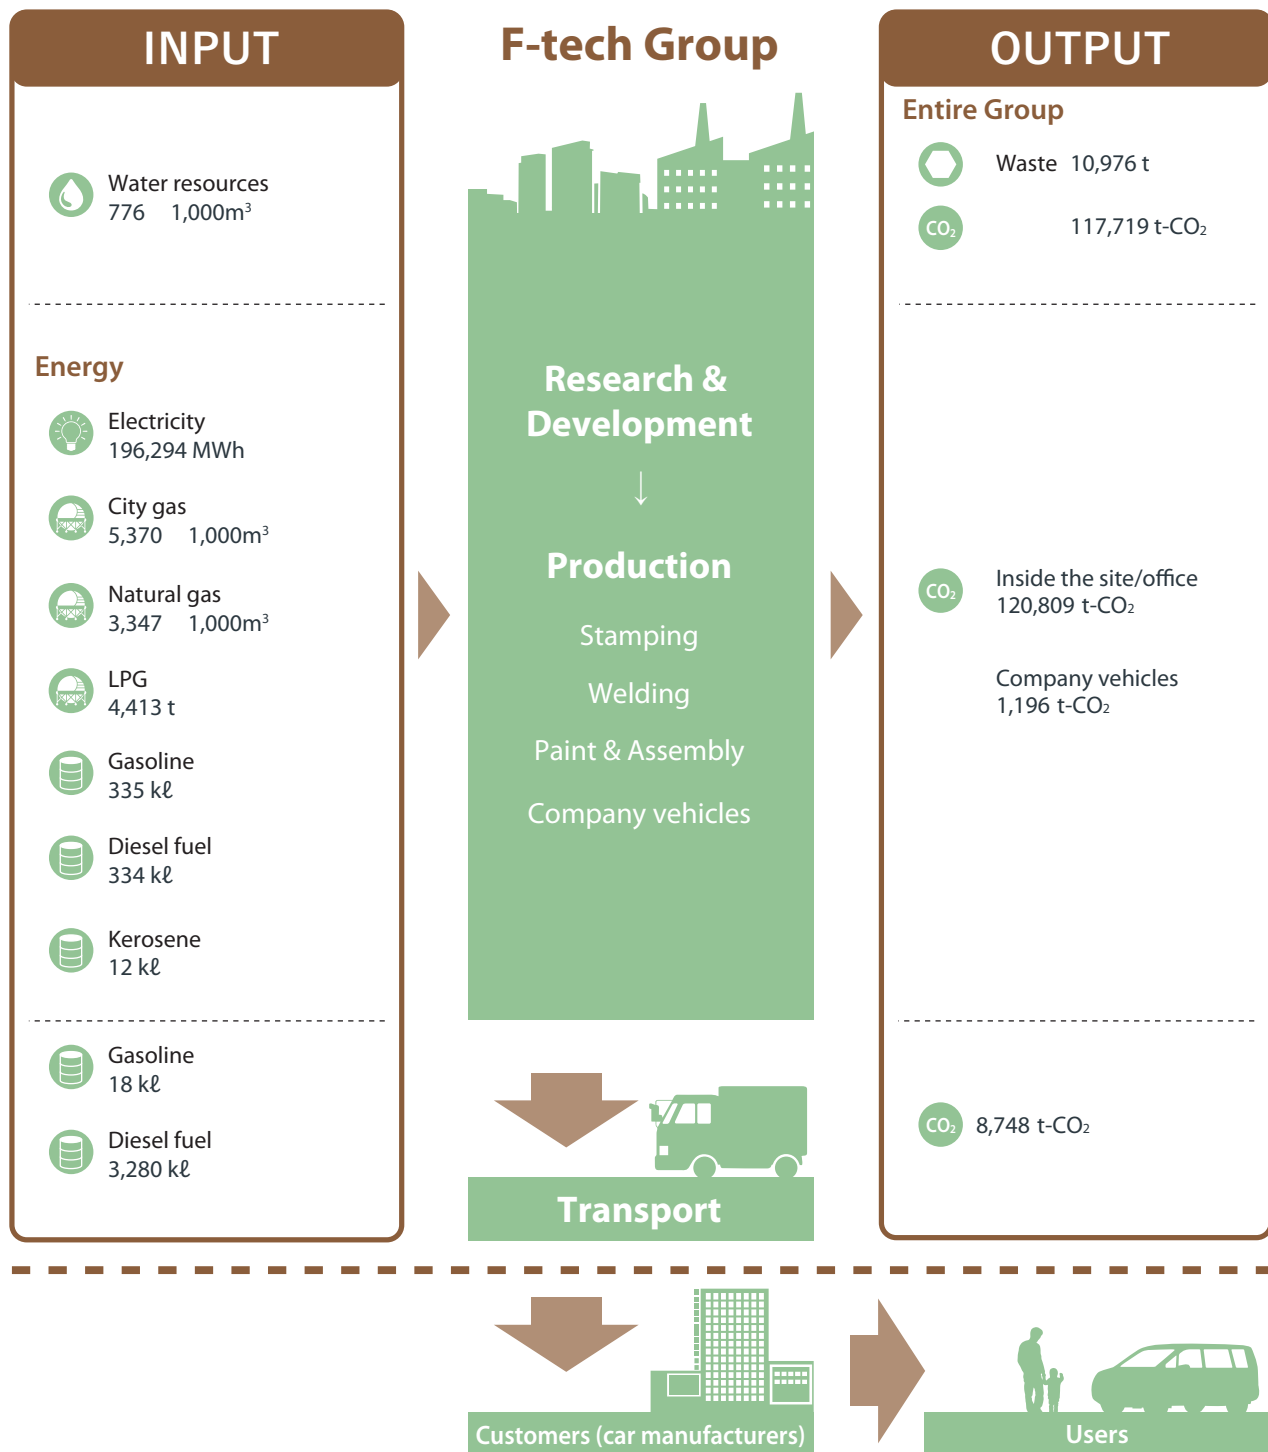 INPUT
Water resources
776 1,000m³
Energy
Electricity
196,294 MWh
City gas
5,370 1,000m³
Natural gas
3,347 1,000m³
LPG
4,413 t
Gasoline
335 kℓ
Diesel fuel
334 kℓ
Kerosene
12 kℓ
Gasoline
18 kℓ
Diesel fuel
3,280 kℓ
F-tech Group
Research &
Development
↓
Production
Stamping
Welding
Paint & Assembly
Company vehicles
Transport
OUTPUT
Entire Group
Waste 10,976 t
CO₂ 117,719 t-CO₂
CO₂ Inside the site/office
120,809 t-CO₂
Company vehicles
1,196 t-CO₂
CO₂ 8,748 t-CO₂
Customers (car manufacturers)
Users